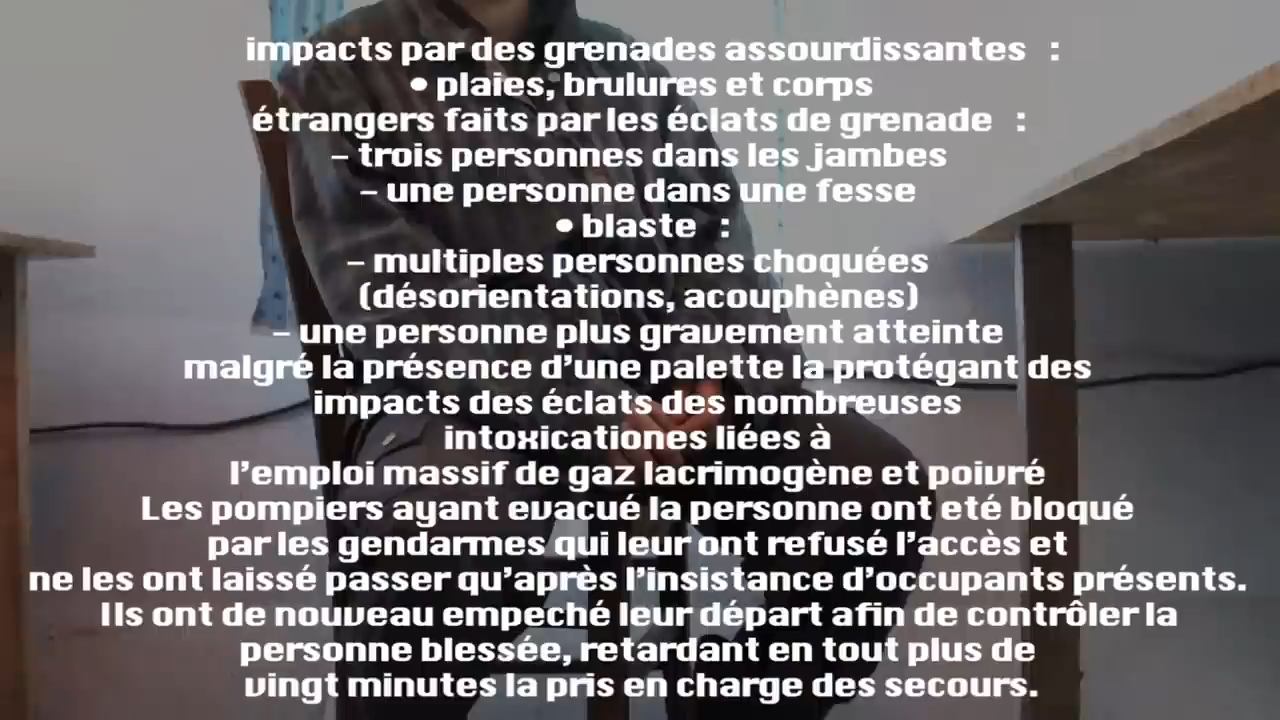 impacts par des grenades assourdissantes :
• plaies, brulures et corps
étrangers faits par les éclats de grenade :
– trois personnes dans les jambes
– une personne dans une fesse
• blaste :
– multiples personnes choquées
(désorientations, acouphènes)
– une personne plus gravement atteinte
malgré la présence d'une palette la protégant des
impacts des éclats des nombreuses
intoxicationes liées à
l'emploi massif de gaz lacrimogène et poivré
Les pompiers ayant evacué la personne ont eté bloqué
par les gendarmes qui leur ont refusé l'accès et
ne les ont laissé passer qu'après l'insistance d'occupants présents.
Ils ont de nouveau empeché leur départ afin de contrôler la
personne blessée, retardant en tout plus de
vingt minutes la pris en charge des secours.